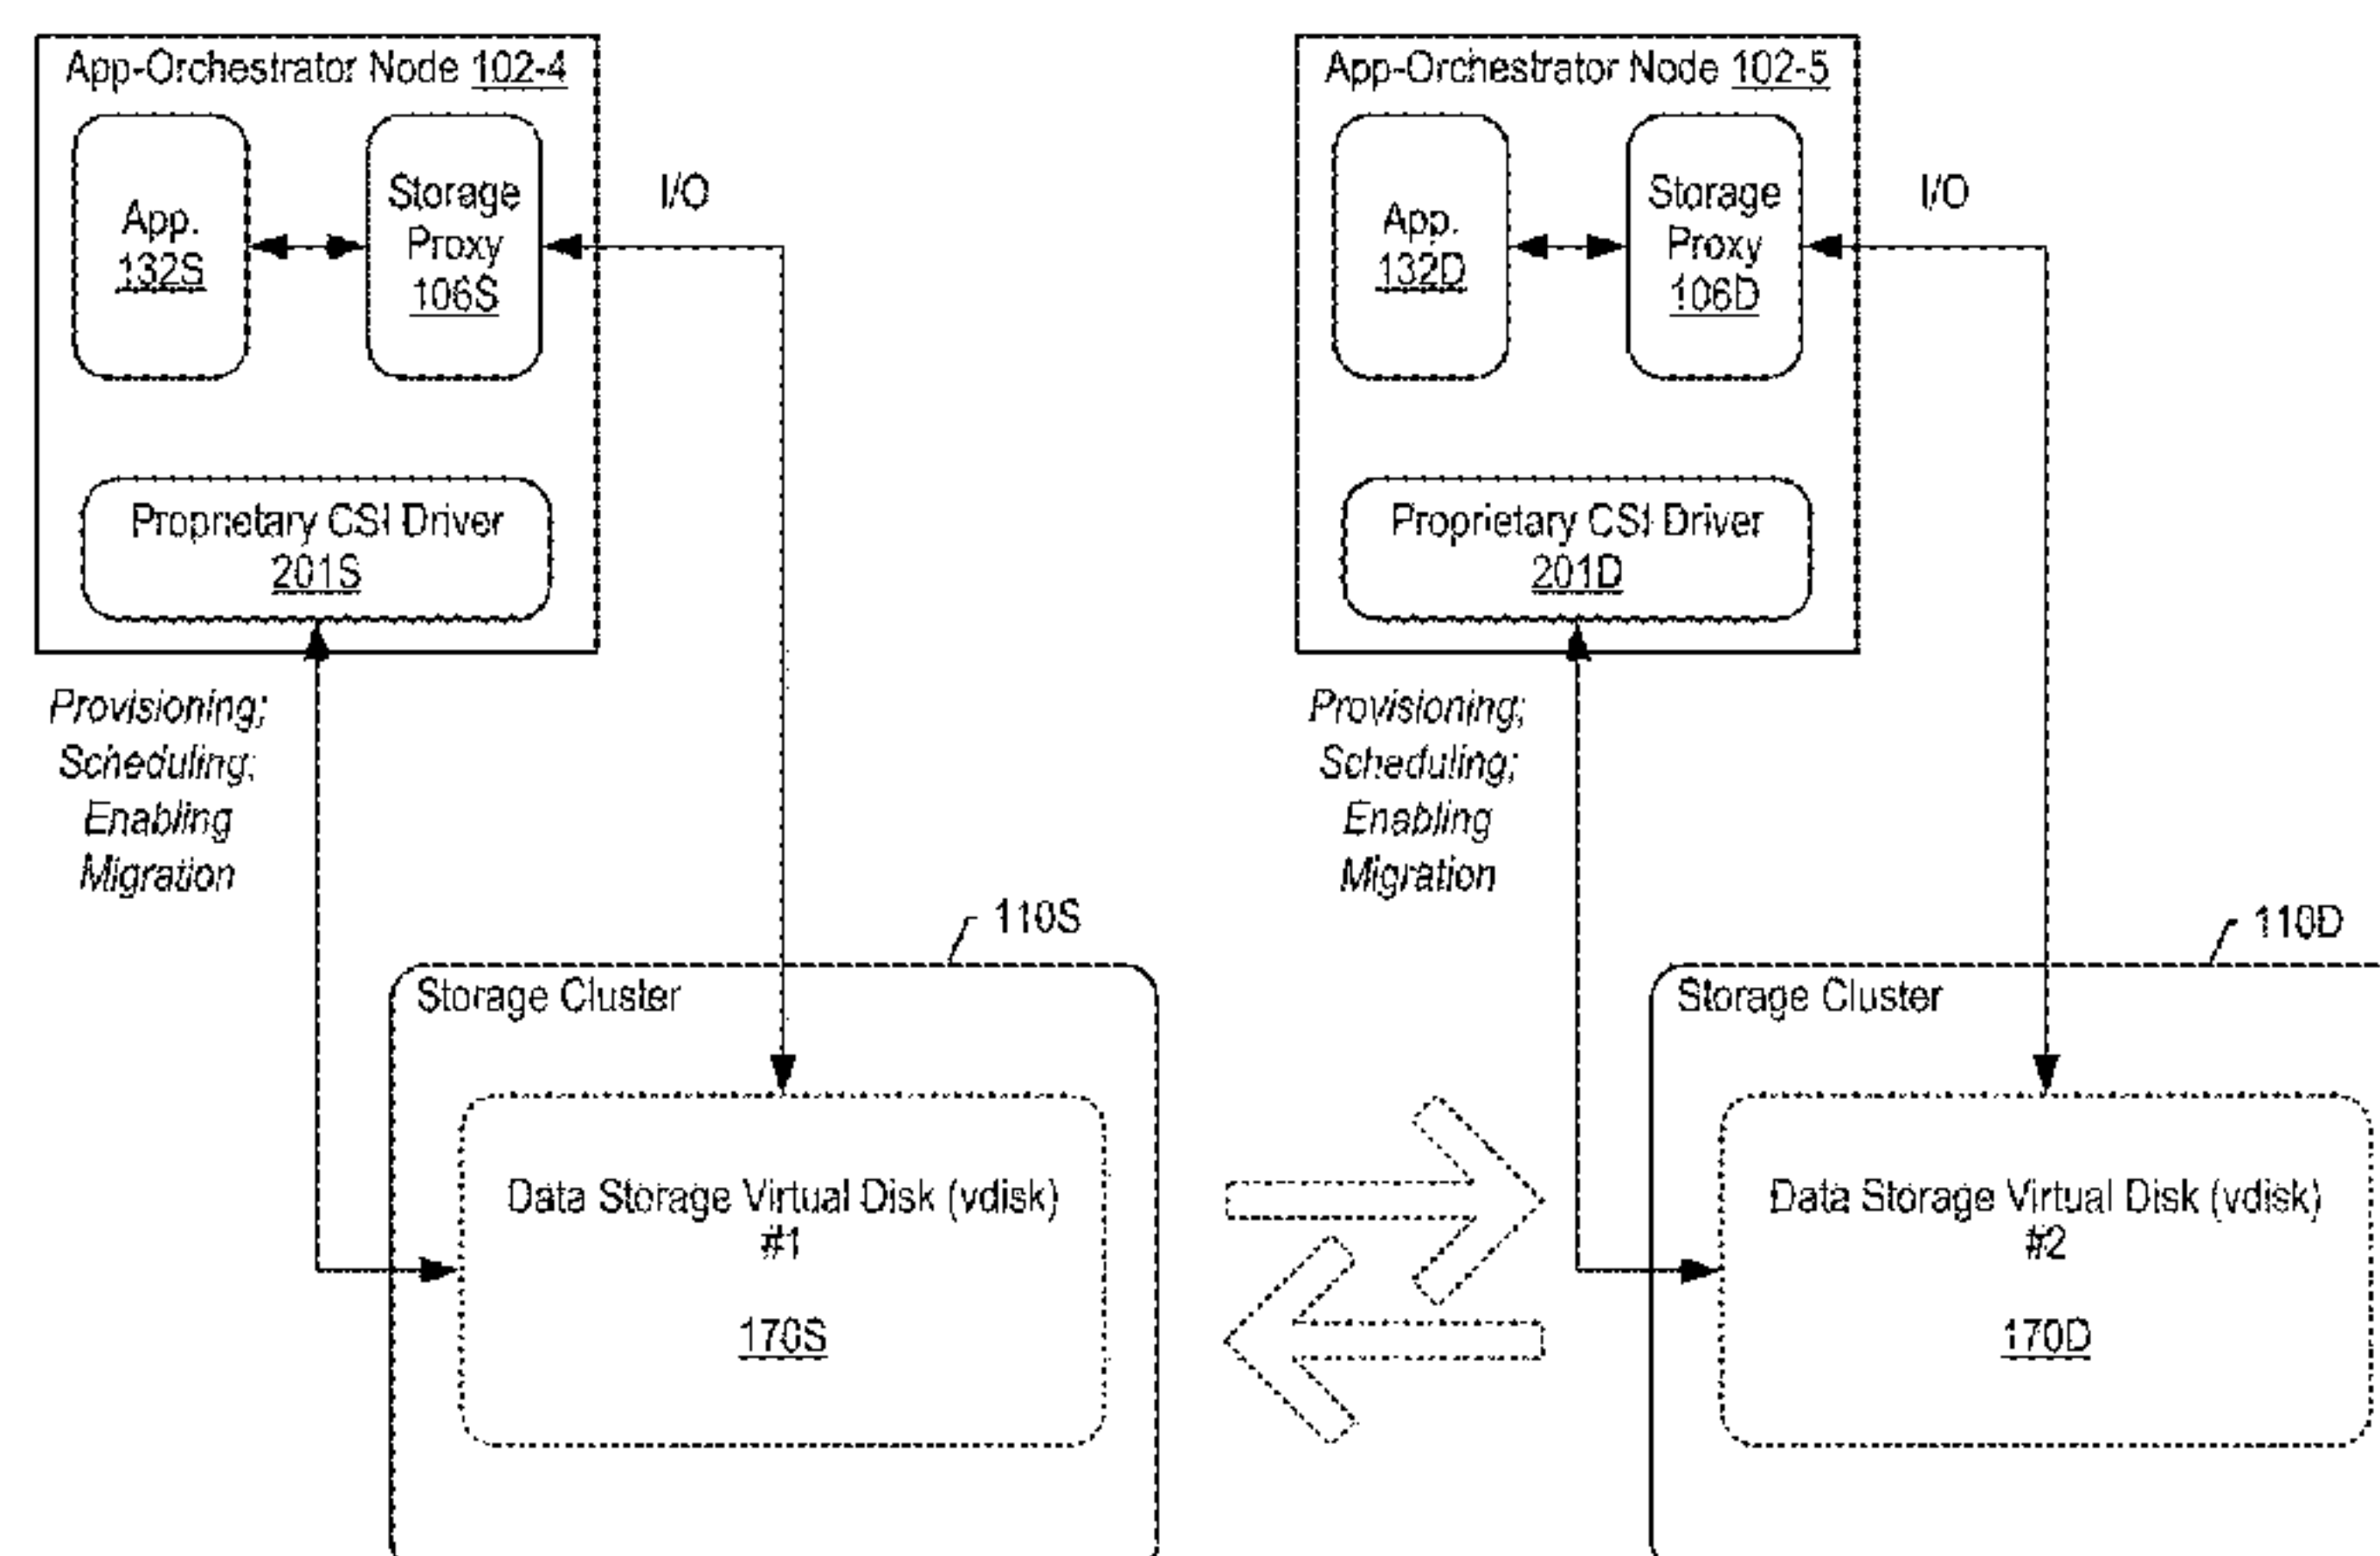 App-Orchestrator Node 102-4
App.
132S
Storage
Proxy
106S
I/O
Proprietary CSI Driver
201S
Provisioning;
Scheduling;
Enabling
Migration
110S
Storage Cluster
Data Storage Virtual Disk (vdisk)
#1
170S
App-Orchestrator Node 102-5
App.
132D
Storage
Proxy
106D
I/O
Proprietary CSI Driver
201D
Provisioning;
Scheduling;
Enabling
Migration
110D
Storage Cluster
Data Storage Virtual Disk (vdisk)
#2
170D